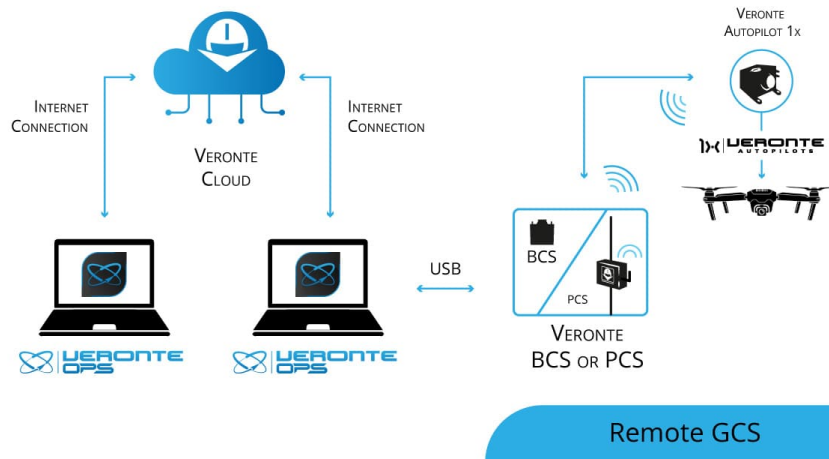 VERONTE
AUTOPILOT 1X
INTERNET
CONNECTION
INTERNET
CONNECTION
VERONTE
CLOUD
VERONTE
AUTOPILOTS
USB
BCS
PCS
VERONTE
OPS
VERONTE
OPS
VERONTE
BCS OR PCS
Remote GCS